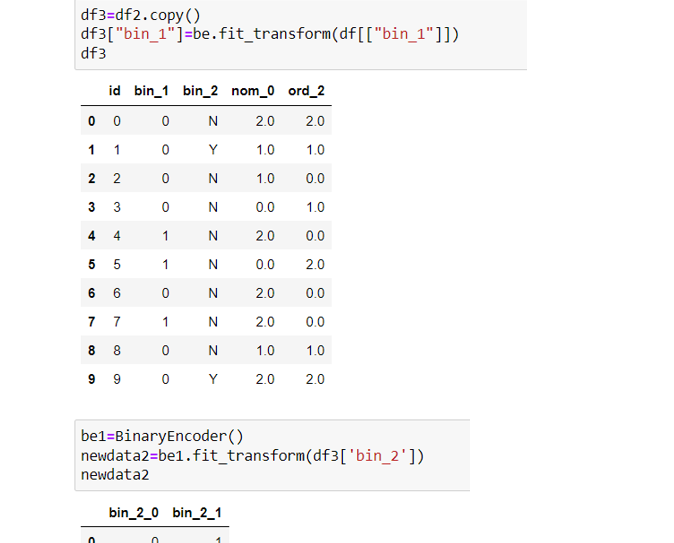 df3=df2.copy()
df3["bin_1"]=be.fit_transform(df[["bin_1"]])
df3
id bin_1 bin_2 nom_0 ord_2
0 0 0 N 2.0 2.0
1 1 0 Y 1.0 1.0
2 2 0 N 1.0 0.0
3 3 0 N 0.0 1.0
4 4 1 N 2.0 0.0
5 5 1 N 0.0 2.0
6 6 0 N 2.0 0.0
7 7 1 N 2.0 0.0
8 8 0 N 1.0 1.0
9 9 0 Y 2.0 2.0
be1=BinaryEncoder()
newdata2=be1.fit_transform(df3['bin_2'])
newdata2
bin_2_0 bin_2_1
0 0 1